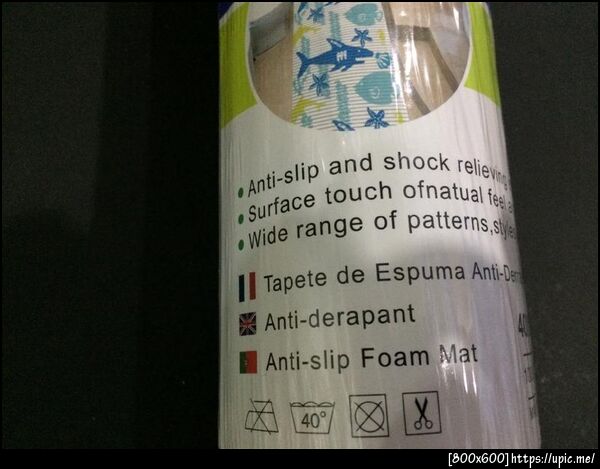 Anti-slip and shock relieving
Surface touch ofnatual feel
Wide range of patterns,styles
Tapete de Espuma Anti-
Anti-derapant
Anti-slip Foam Mat
40°
[800x600]https://upic.me/